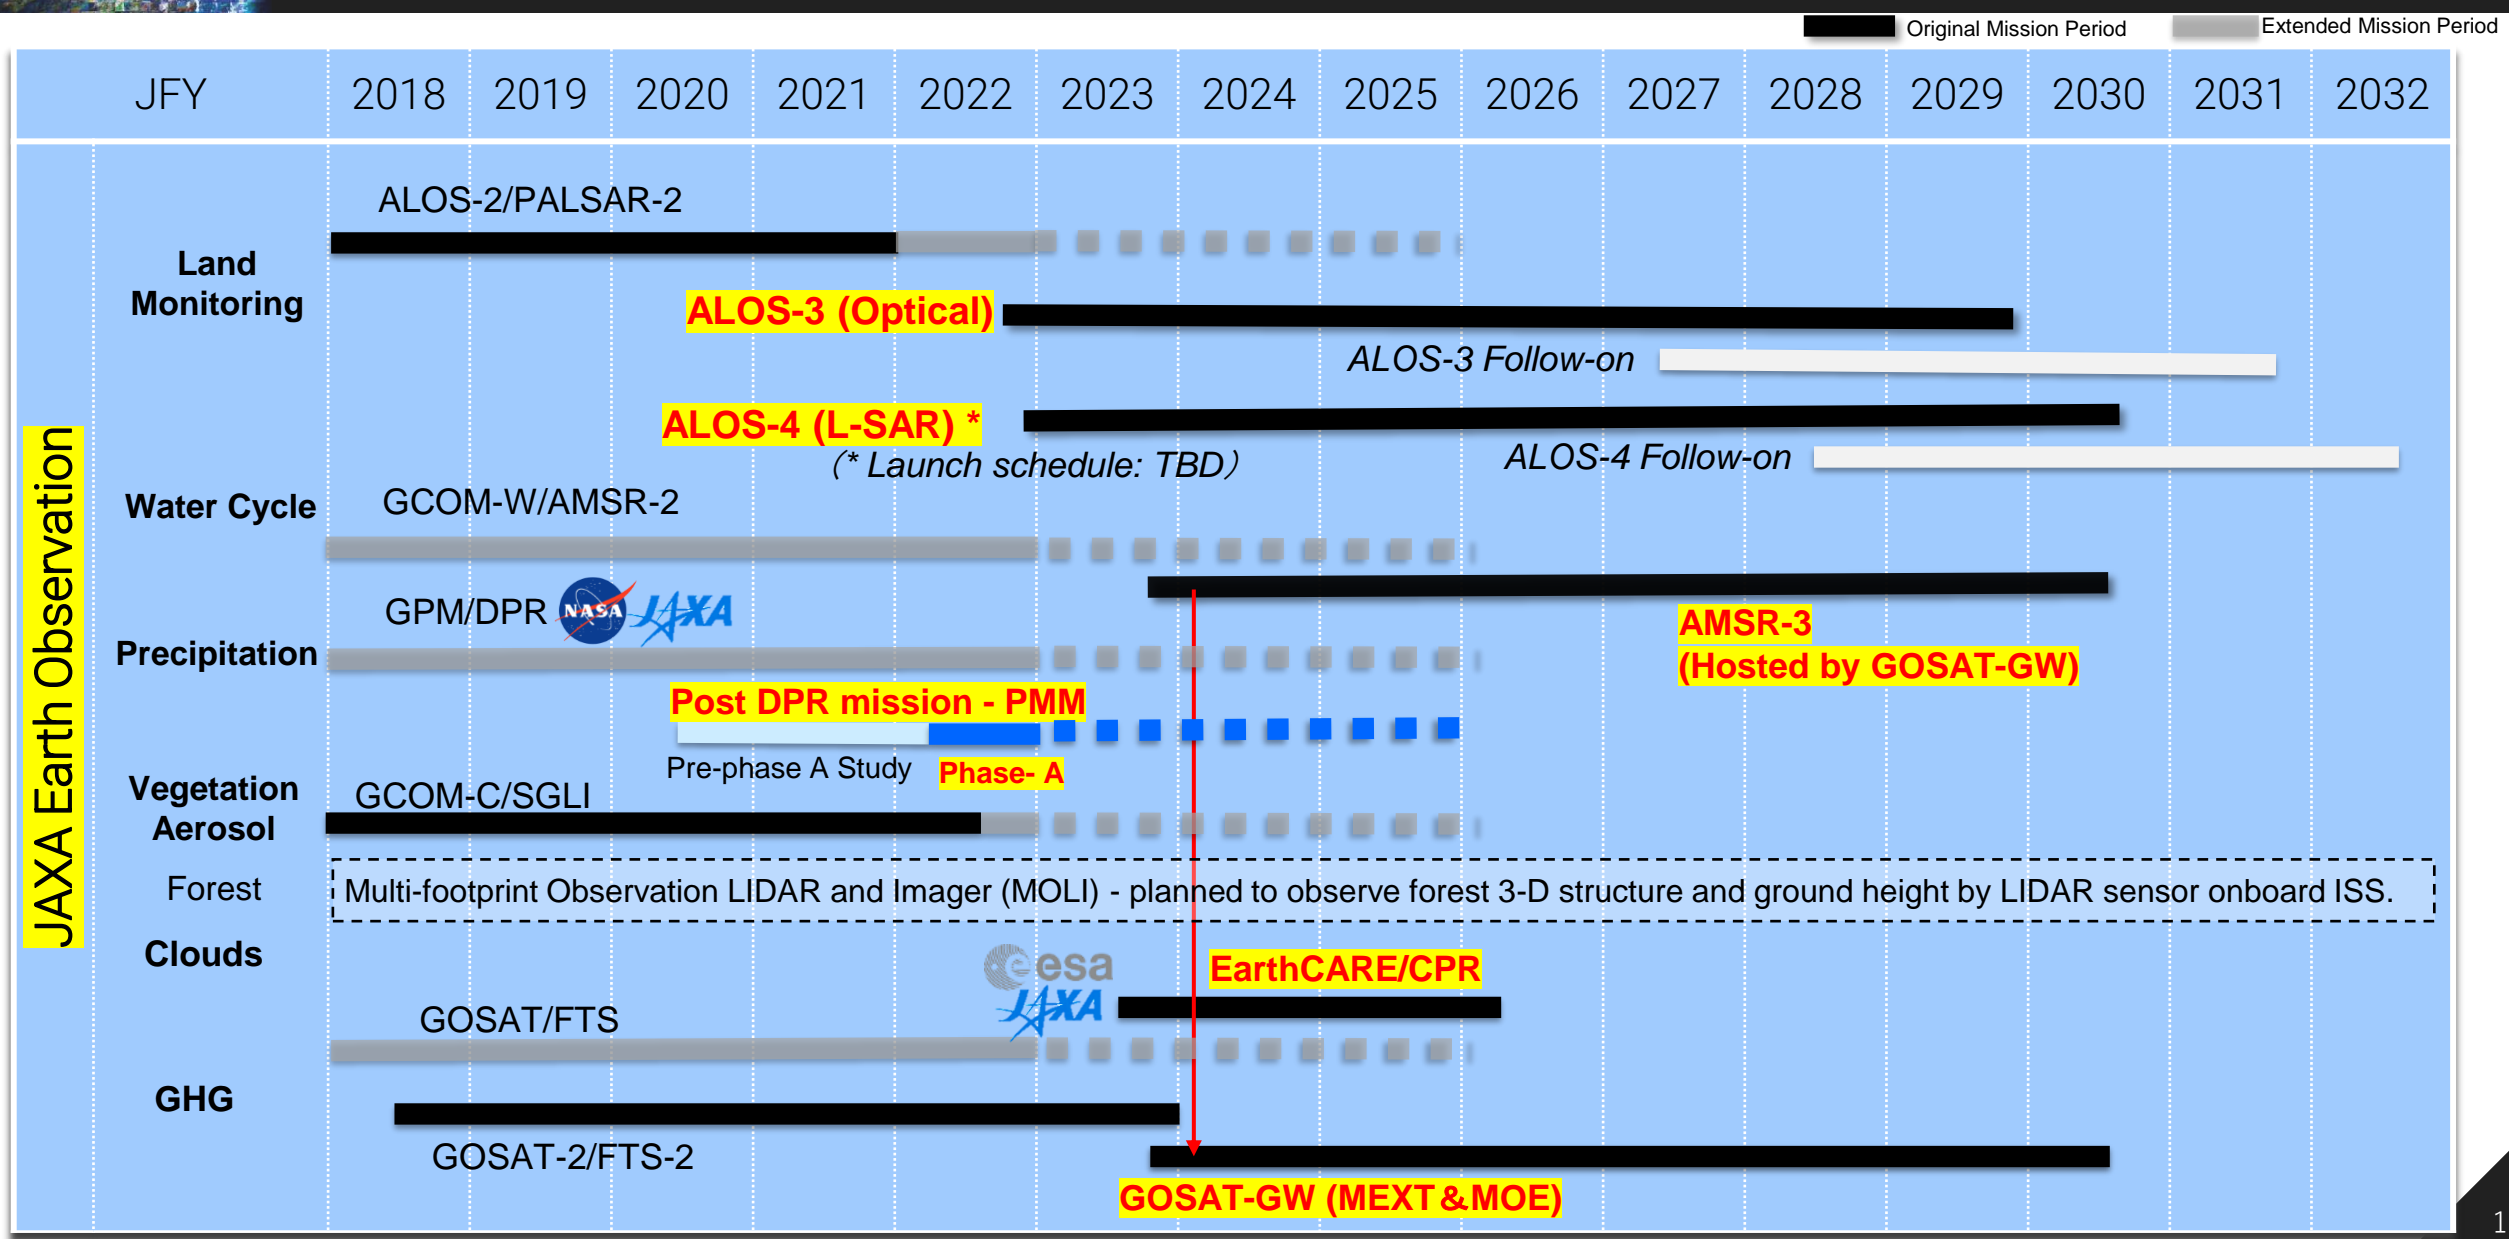 Original Mission Period
Extended Mission Period
JFY 2018 2019 2020 2021 2022 2023 2024 2025 2026 2027 2028 2029 2030 2031 2032
JAXA Earth Observation
Land
Monitoring
ALOS-2/PALSAR-2
ALOS-3 (Optical)
ALOS-3 Follow-on
ALOS-4 (L-SAR) *
(* Launch schedule: TBD)
ALOS-4 Follow-on
Water Cycle
GCOM-W/AMSR-2
AMSR-3
(Hosted by GOSAT-GW)
Precipitation
GPM/DPR
NASA
JAXA
Post DPR mission - PMM
Pre-phase A Study
Phase- A
Vegetation
Aerosol
GCOM-C/SGLI
Forest
Multi-footprint Observation LIDAR and Imager (MOLI) - planned to observe forest 3-D structure and ground height by LIDAR sensor onboard ISS.
Clouds
esa
JAXA
EarthCARE/CPR
GHG
GOSAT/FTS
GOSAT-2/FTS-2
GOSAT-GW (MEXT&MOE)
1